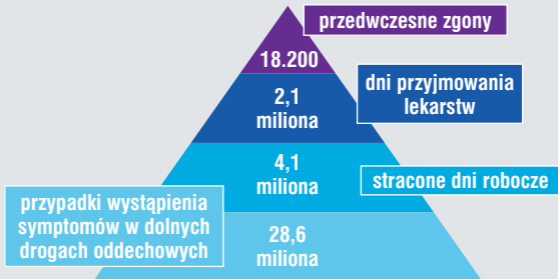 przedwczesne zgony
18.200
dni przyjmowania
lekarstw
2,1
miliona
4,1
miliona
stracone dni robocze
przypadki wystąpienia
symptomów w dolnych
drogach oddechowych
28,6
miliona